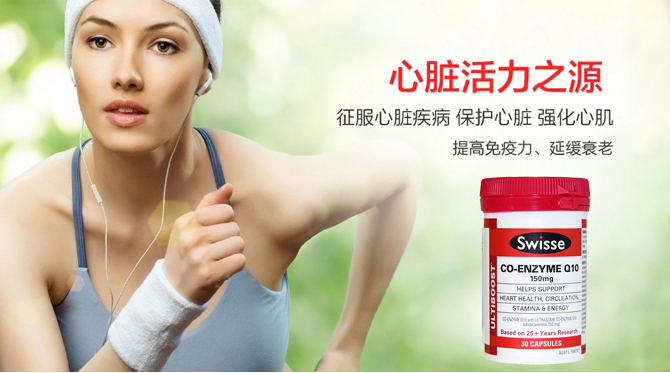 心脏活力之源
征服心脏疾病 保护心脏 强化心肌
提高免疫力、延缓衰老
Swisse
ULTIBOOST
CO-ENZYME Q10
150mg
HELPS SUPPORT
HEART HEALTH, CIRCULATION,
STAMINA & ENERGY
Based on 25+ Years Research
30 CAPSULES